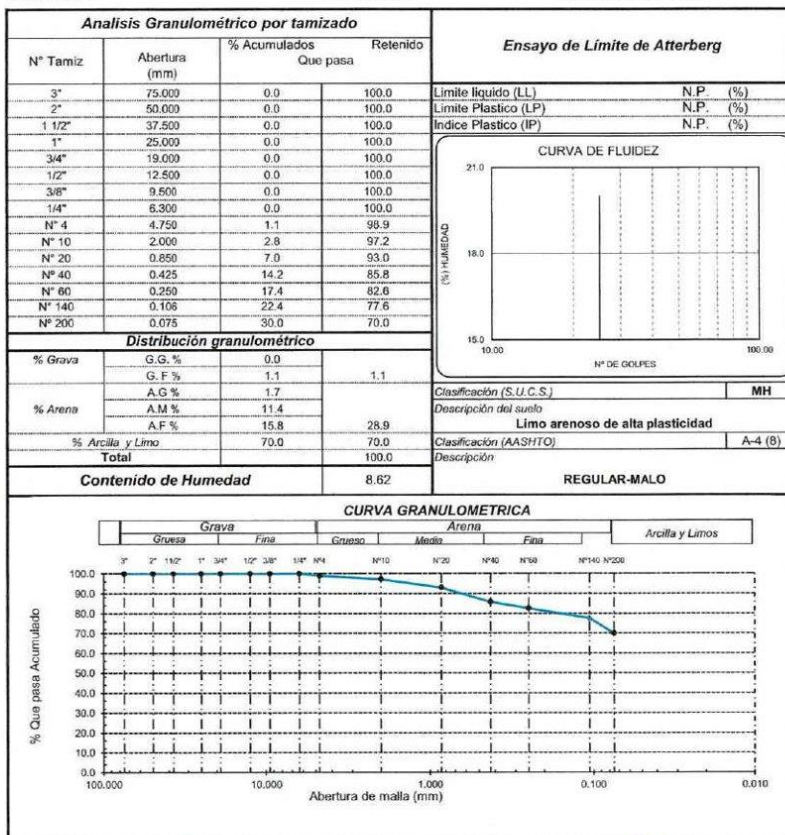 Analisis Granulométrico por tamizado
N° Tamiz Abertura (mm) % Acumulados Retenido Que pasa
3" 75.000 0.0 100.0
2" 50.000 0.0 100.0
1 1/2" 37.500 0.0 100.0
1" 25.000 0.0 100.0
3/4" 19.000 0.0 100.0
1/2" 12.500 0.0 100.0
3/8" 9.500 0.0 100.0
1/4" 6.300 0.0 100.0
N° 4 4.750 1.1 98.9
N° 10 2.000 2.8 97.2
N° 20 0.850 7.0 93.0
N° 40 0.425 14.2 85.8
N° 60 0.250 17.4 82.6
N° 140 0.106 22.4 77.6
N° 200 0.075 30.0 70.0
Distribución granulométrico
% Grava G.G. % 0.0
G. F % 1.1 1.1
A.G % 1.7
% Arena A.M % 11.4
A.F % 15.8 28.9
% Arcilla y Limo 70.0 70.0
Total 100.0
Contenido de Humedad 8.62
Ensayo de Límite de Atterberg
Limite liquido (LL) N.P. (%)
Limite Plastico (LP) N.P. (%)
Indice Plastico (IP) N.P. (%)
CURVA DE FLUIDEZ
21.0
(%) HUMEDAD
18.0
15.0
10.00 100.00
N° DE GOLPES
Clasificación (S.U.C.S.) MH
Descripción del suelo
Limo arenoso de alta plasticidad
Clasificación (AASHTO) A-4 (8)
Descripción
REGULAR-MALO
CURVA GRANULOMETRICA
Grava Arena Arcilla y Limos
Gruesa Fina Grueso Media Fina
3" 2" 11/2" 1" 3/4" 1/2" 3/8" 1/4" N°4 N°10 N°20 N°40 N°60 N°140 N°200
% Que pasa Acumulado
100.0
90.0
80.0
70.0
60.0
50.0
40.0
30.0
20.0
10.0
0.0
100.000 10.000 1.000 0.100 0.010
Abertura de malla (mm)